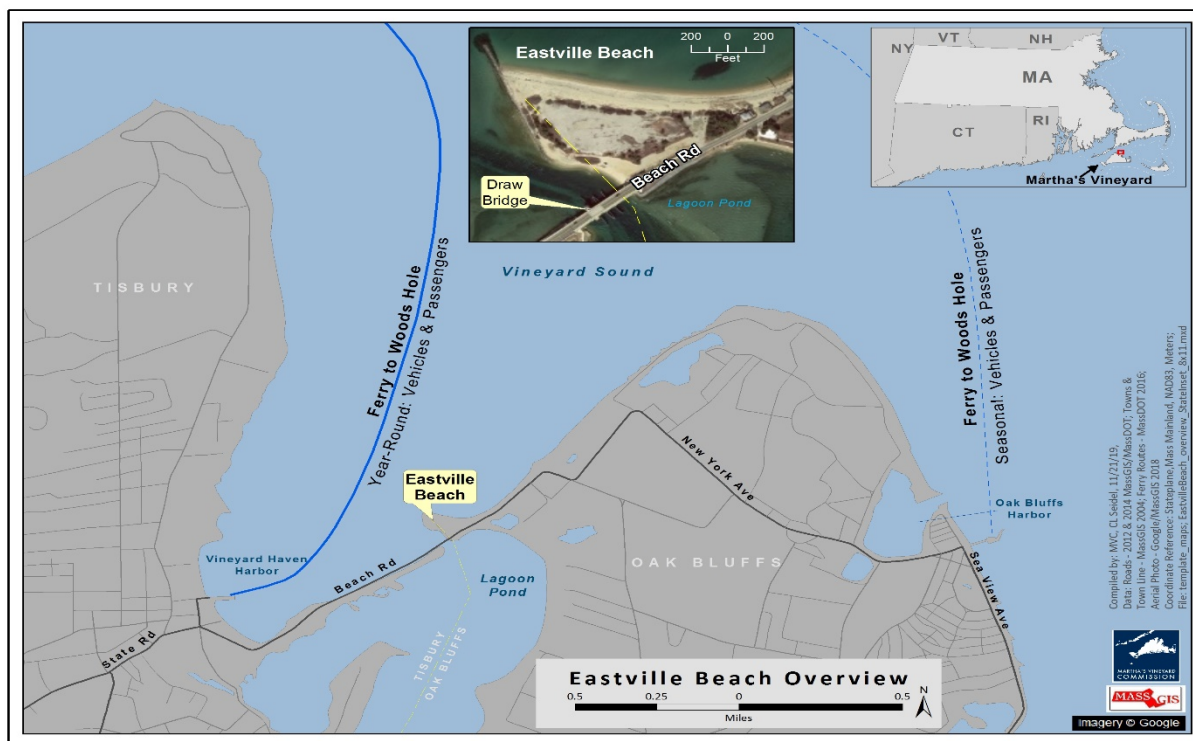 Eastville Beach
200 0 200
Feet
Beach Rd
Draw
Bridge
Lagoon Pond
NY
VT
NH
MA
CT
RI
Martha's Vineyard
TISBURY
Ferry to Woods Hole
Year-Round: Vehicles & Passengers
Vineyard Sound
Ferry to Woods Hole
Seasonal: Vehicles & Passengers
Eastville
Beach
New York Ave
Oak Bluffs
Harbor
Vineyard Haven
Harbor
Beach Rd
Lagoon
Pond
OAK BLUFFS
Sea View Ave
State Rd
TISBURY
OAK BLUFFS
Eastville Beach Overview
0.5 0.25 0 0.5
Miles
N
Compiled by: MVC, CL Seidel, 11/21/19,
Data: Roads - 2012 & 2014 MassGIS/MassDOT; Towns &
Town Line - MassGIS 2004; Ferry Routes - MassDOT 2016;
Aerial Photo - Google/MassGIS 2018
Coordinate Reference: Stateplane,Mass Mainland, NAD83, Meters;
File: template_maps; EastvilleBeach_overview_StateInset_8x11.mxd
MARTHA'S VINEYARD
COMMISSION
MASS GIS
Imagery © Google